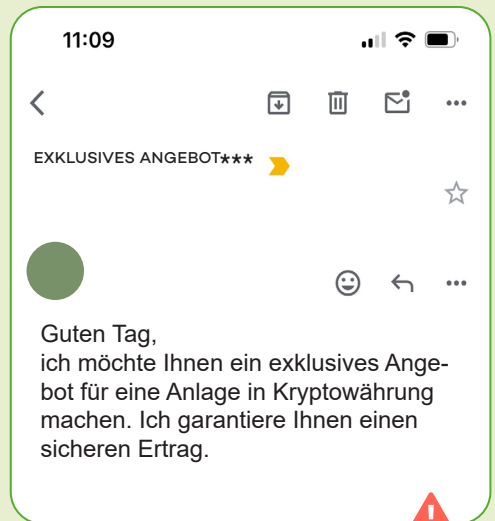 11:09
EXKLUSIVES ANGEBOT***
Guten Tag,
ich möchte Ihnen ein exklusives Ange-
bot für eine Anlage in Kryptowährung
machen. Ich garantiere Ihnen einen
sicheren Ertrag.